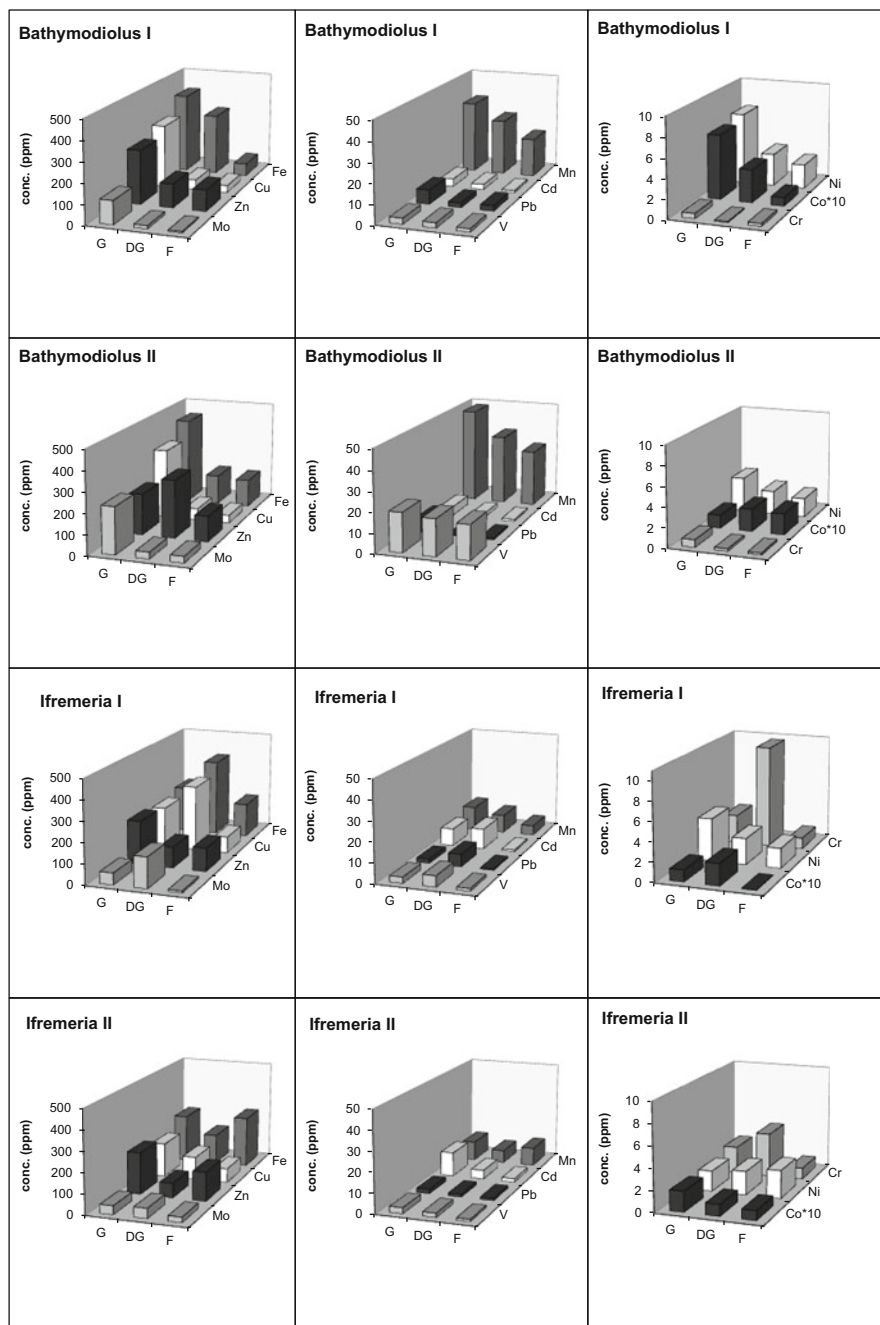 Bathymodiolus I
conc. (ppm)
500
400
300
200
100
0
G DG F
Mo
Zn
Cu
Fe
Bathymodiolus I
conc. (ppm)
50
40
30
20
10
0
G DG F
V
Pb
Cd
Mn
Bathymodiolus I
conc. (ppm)
10
8
6
4
2
0
G DG F
Cr
Co*10
Ni
Bathymodiolus II
conc. (ppm)
500
400
300
200
100
0
G DG F
Mo
Zn
Cu
Fe
Bathymodiolus II
conc. (ppm)
50
40
30
20
10
0
G DG F
V
Pb
Cd
Mn
Bathymodiolus II
conc. (ppm)
10
8
6
4
2
0
G DG F
Cr
Co*10
Ni
Ifremeria I
conc. (ppm)
500
400
300
200
100
0
G DG F
Mo
Zn
Cu
Fe
Ifremeria I
conc. (ppm)
50
40
30
20
10
0
G DG F
V
Pb
Cd
Mn
Ifremeria I
conc. (ppm)
10
8
6
4
2
0
G DG F
Co*10
Ni
Cr
Ifremeria II
conc. (ppm)
500
400
300
200
100
0
G DG F
Mo
Zn
Cu
Fe
Ifremeria II
conc. (ppm)
50
40
30
20
10
0
G DG F
V
Pb
Cd
Mn
Ifremeria II
conc. (ppm)
10
8
6
4
2
0
G DG F
Co*10
Ni
Cr